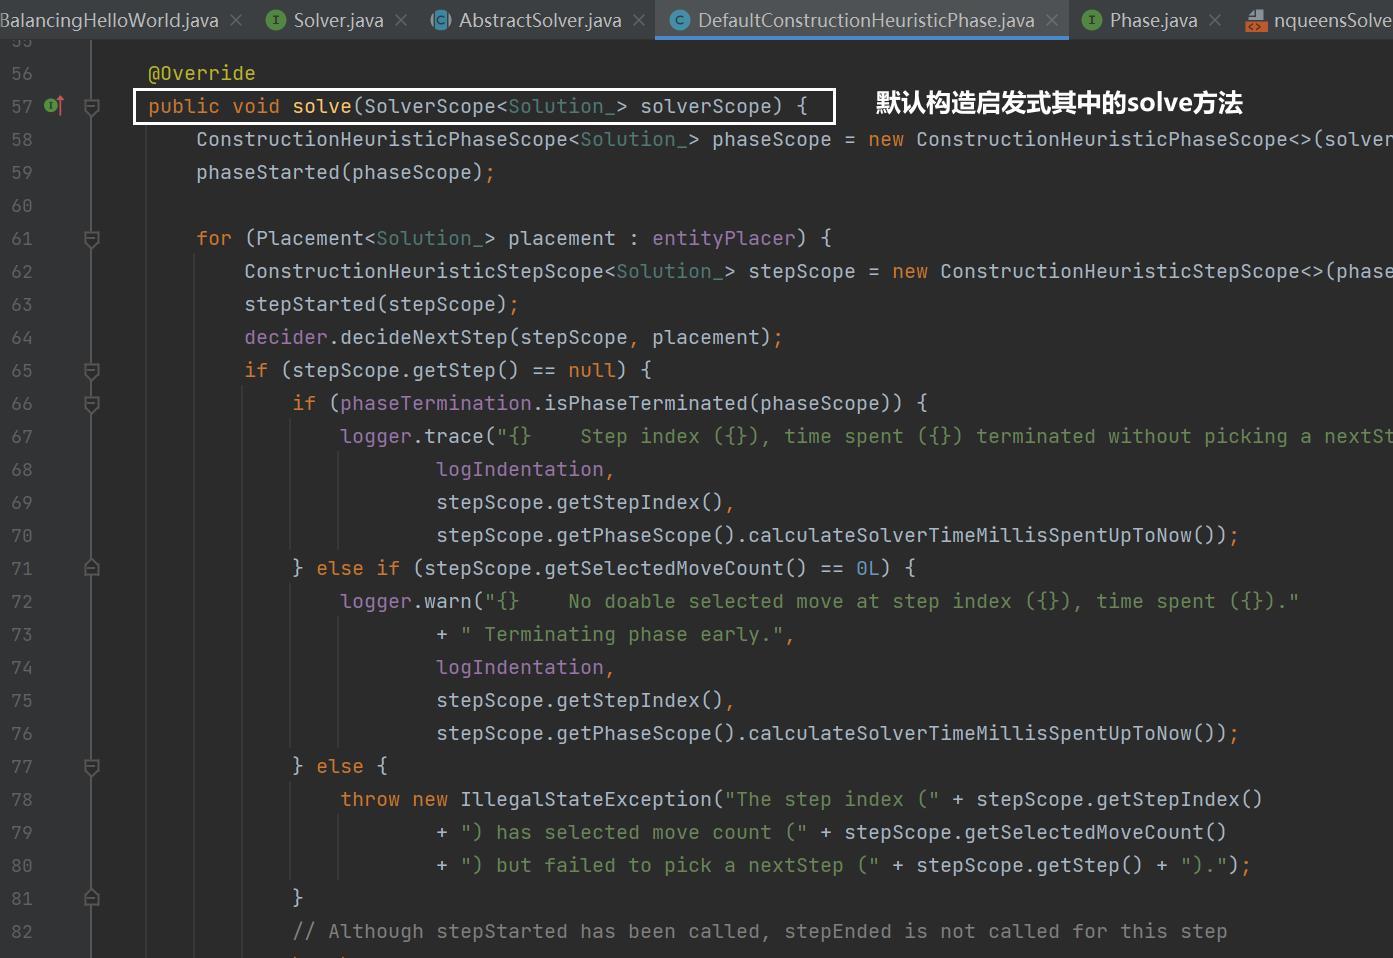 BalancingHelloWorld.java Solver.java AbstractSolver.java DefaultConstructionHeuristicPhase.java Phase.java nqueensSolve
55
56 @Override
57 public void solve(SolverScope<Solution_> solverScope) { 默认构造启发式其中的solve方法
58 ConstructionHeuristicPhaseScope<Solution_> phaseScope = new ConstructionHeuristicPhaseScope<>(solver
59 phaseStarted(phaseScope);
60
61 for (Placement<Solution_> placement : entityPlacer) {
62 ConstructionHeuristicStepScope<Solution_> stepScope = new ConstructionHeuristicStepScope<>(phase
63 stepStarted(stepScope);
64 decider.decideNextStep(stepScope, placement);
65 if (stepScope.getStep() == null) {
66 if (phaseTermination.isPhaseTerminated(phaseScope)) {
67 logger.trace("{}    Step index ({}), time spent ({}) terminated without picking a nextSt
68 logIndentation,
69 stepScope.getStepIndex(),
70 stepScope.getPhaseScope().calculateSolverTimeMillisSpentUpToNow());
71 } else if (stepScope.getSelectedMoveCount() == 0L) {
72 logger.warn("{}    No doable selected move at step index ({}), time spent ({})."
73 + " Terminating phase early.",
74 logIndentation,
75 stepScope.getStepIndex(),
76 stepScope.getPhaseScope().calculateSolverTimeMillisSpentUpToNow());
77 } else {
78 throw new IllegalStateException("The step index (" + stepScope.getStepIndex()
79 + ") has selected move count (" + stepScope.getSelectedMoveCount()
80 + ") but failed to pick a nextStep (" + stepScope.getStep() + ").");
81 }
82 // Although stepStarted has been called, stepEnded is not called for this step